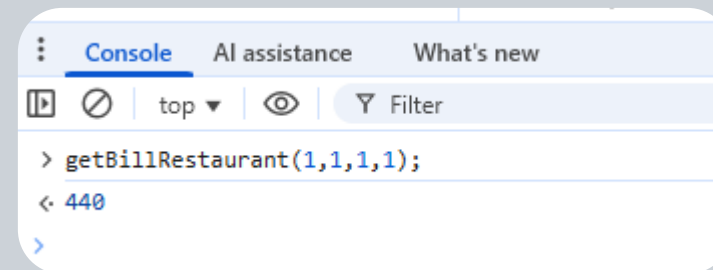 Console AI assistance What's new
top ▼ Filter
> getBillRestaurant(1,1,1,1);
<· 440
>